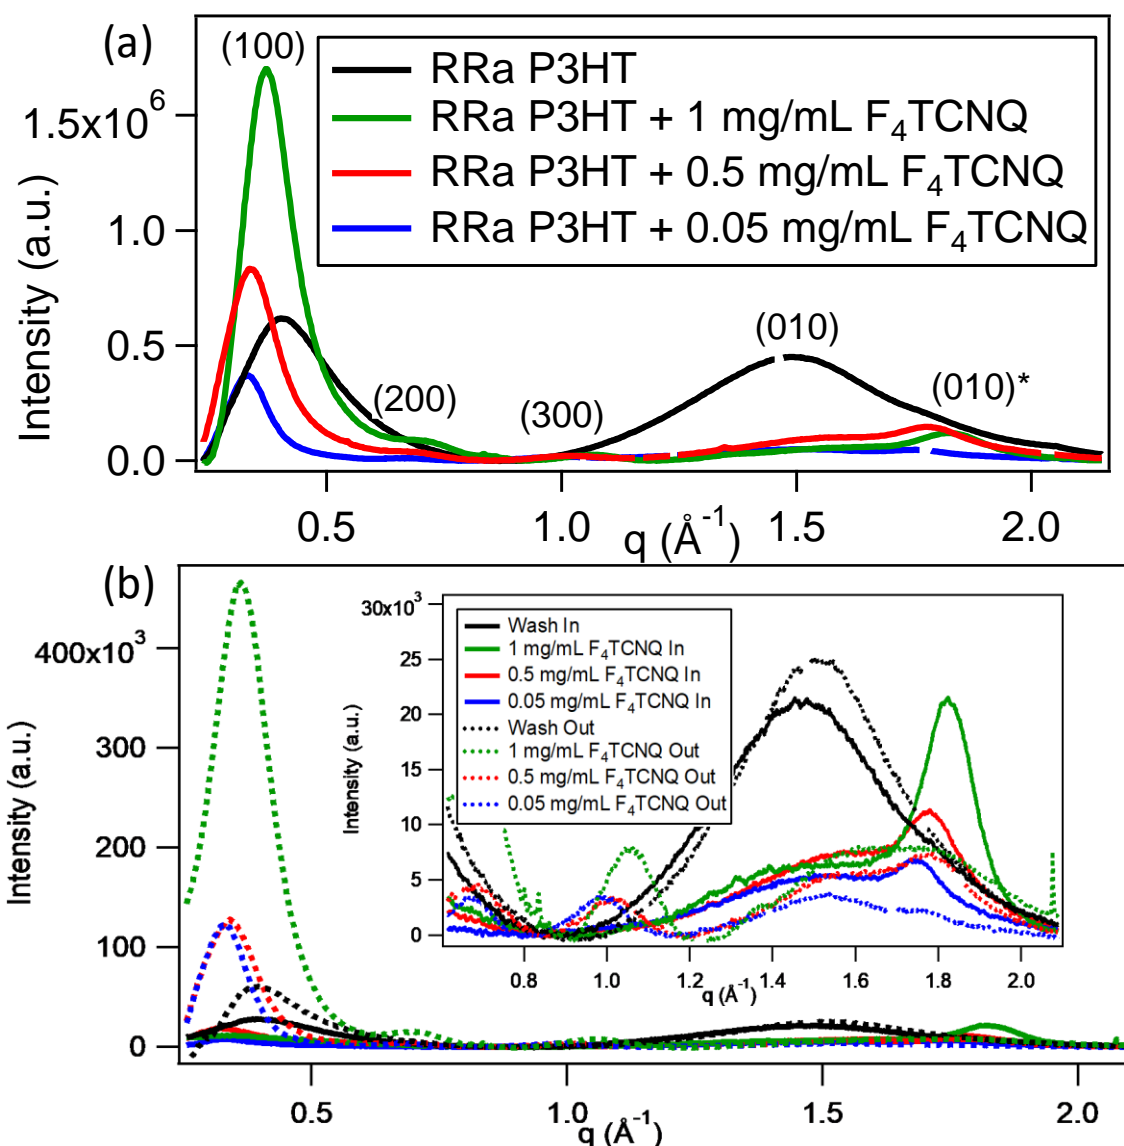 (a)
(100)
RRa P3HT
RRa P3HT + 1 mg/mL F₄TCNQ
RRa P3HT + 0.5 mg/mL F₄TCNQ
RRa P3HT + 0.05 mg/mL F₄TCNQ
1.5x10⁶
1.0
0.5
0.0
Intensity (a.u.)
(200)
(300)
(010)
(010)*
0.5
1.0
1.5
2.0
q (Å⁻¹)
(b)
400x10³
300
200
100
0
Intensity (a.u.)
30x10³
25
20
15
10
5
0
Intensity (a.u.)
Wash In
1 mg/mL F₄TCNQ In
0.5 mg/mL F₄TCNQ In
0.05 mg/mL F₄TCNQ In
Wash Out
1 mg/mL F₄TCNQ Out
0.5 mg/mL F₄TCNQ Out
0.05 mg/mL F₄TCNQ Out
0.8
1.0
1.2
1.4
1.6
1.8
2.0
q (Å⁻¹)
0.5
1.0
1.5
2.0
q (Å⁻¹)